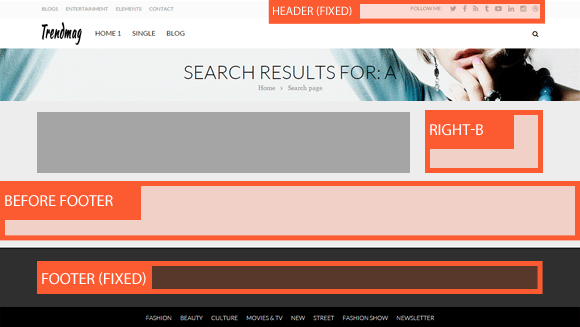 BLOGS ENTERTAINMENT ELEMENTS CONTACT HEADER (FIXED) FOLLOW ME:
Trendmag HOME 1 SINGLE BLOG
SEARCH RESULTS FOR: A
Home > Search page
RIGHT-B
BEFORE FOOTER
FOOTER (FIXED)
FASHION BEAUTY CULTURE MOVIES & TV NEW STREET FASHION SHOW NEWSLETTER